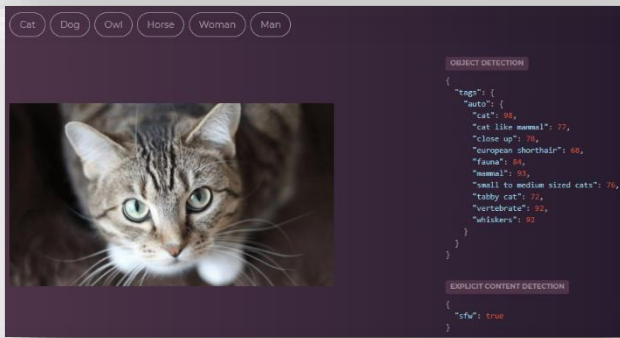 Cat Dog Owl Horse Woman Man
OBJECT DETECTION
{
"tags": {
"auto": {
"cat": 98,
"cat like mammal": 77,
"close up": 78,
"european shorthair": 68,
"fauna": 84,
"mammal": 93,
"small to medium sized cats": 76,
"tabby cat": 72,
"vertebrate": 92,
"whiskers": 92
}
}
}
EXPLICIT CONTENT DETECTION
{
"sfw": true
}